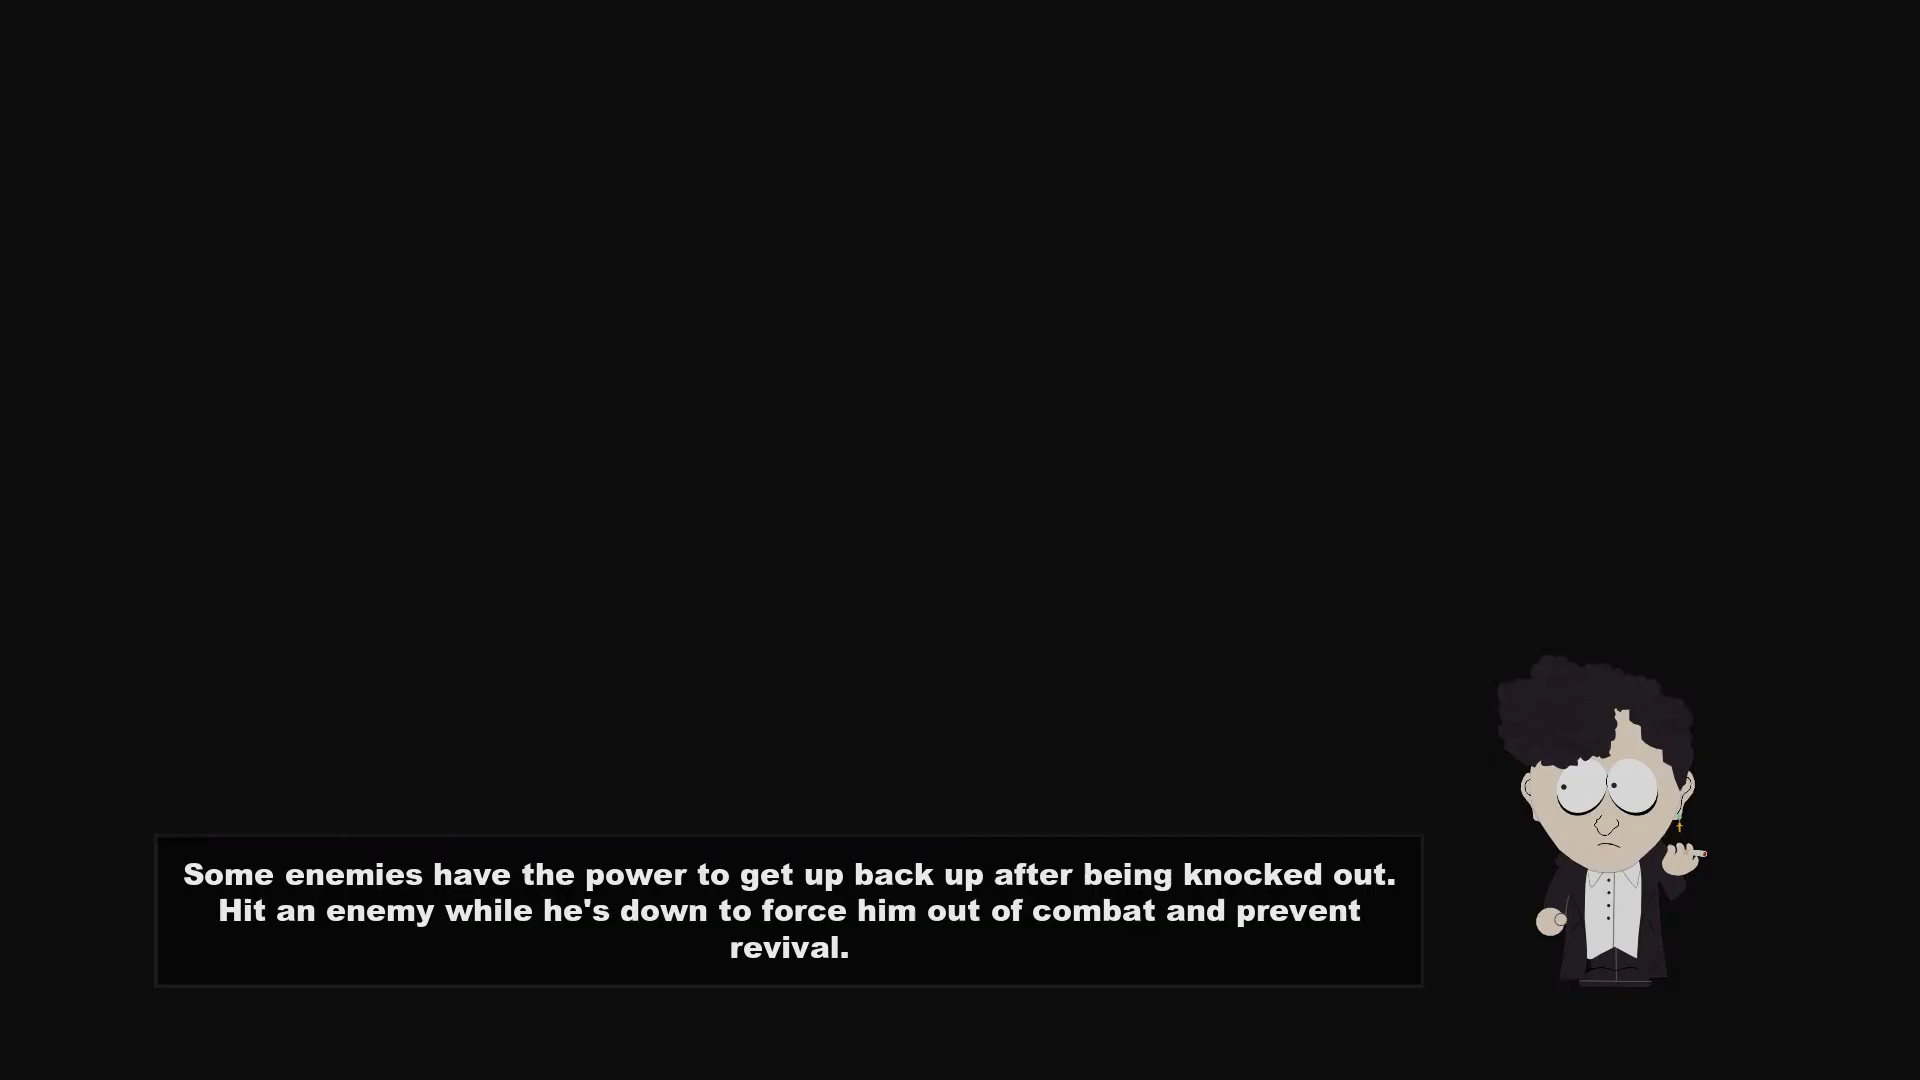 Some enemies have the power to get up back up after being knocked out.
Hit an enemy while he's down to force him out of combat and prevent
revival.